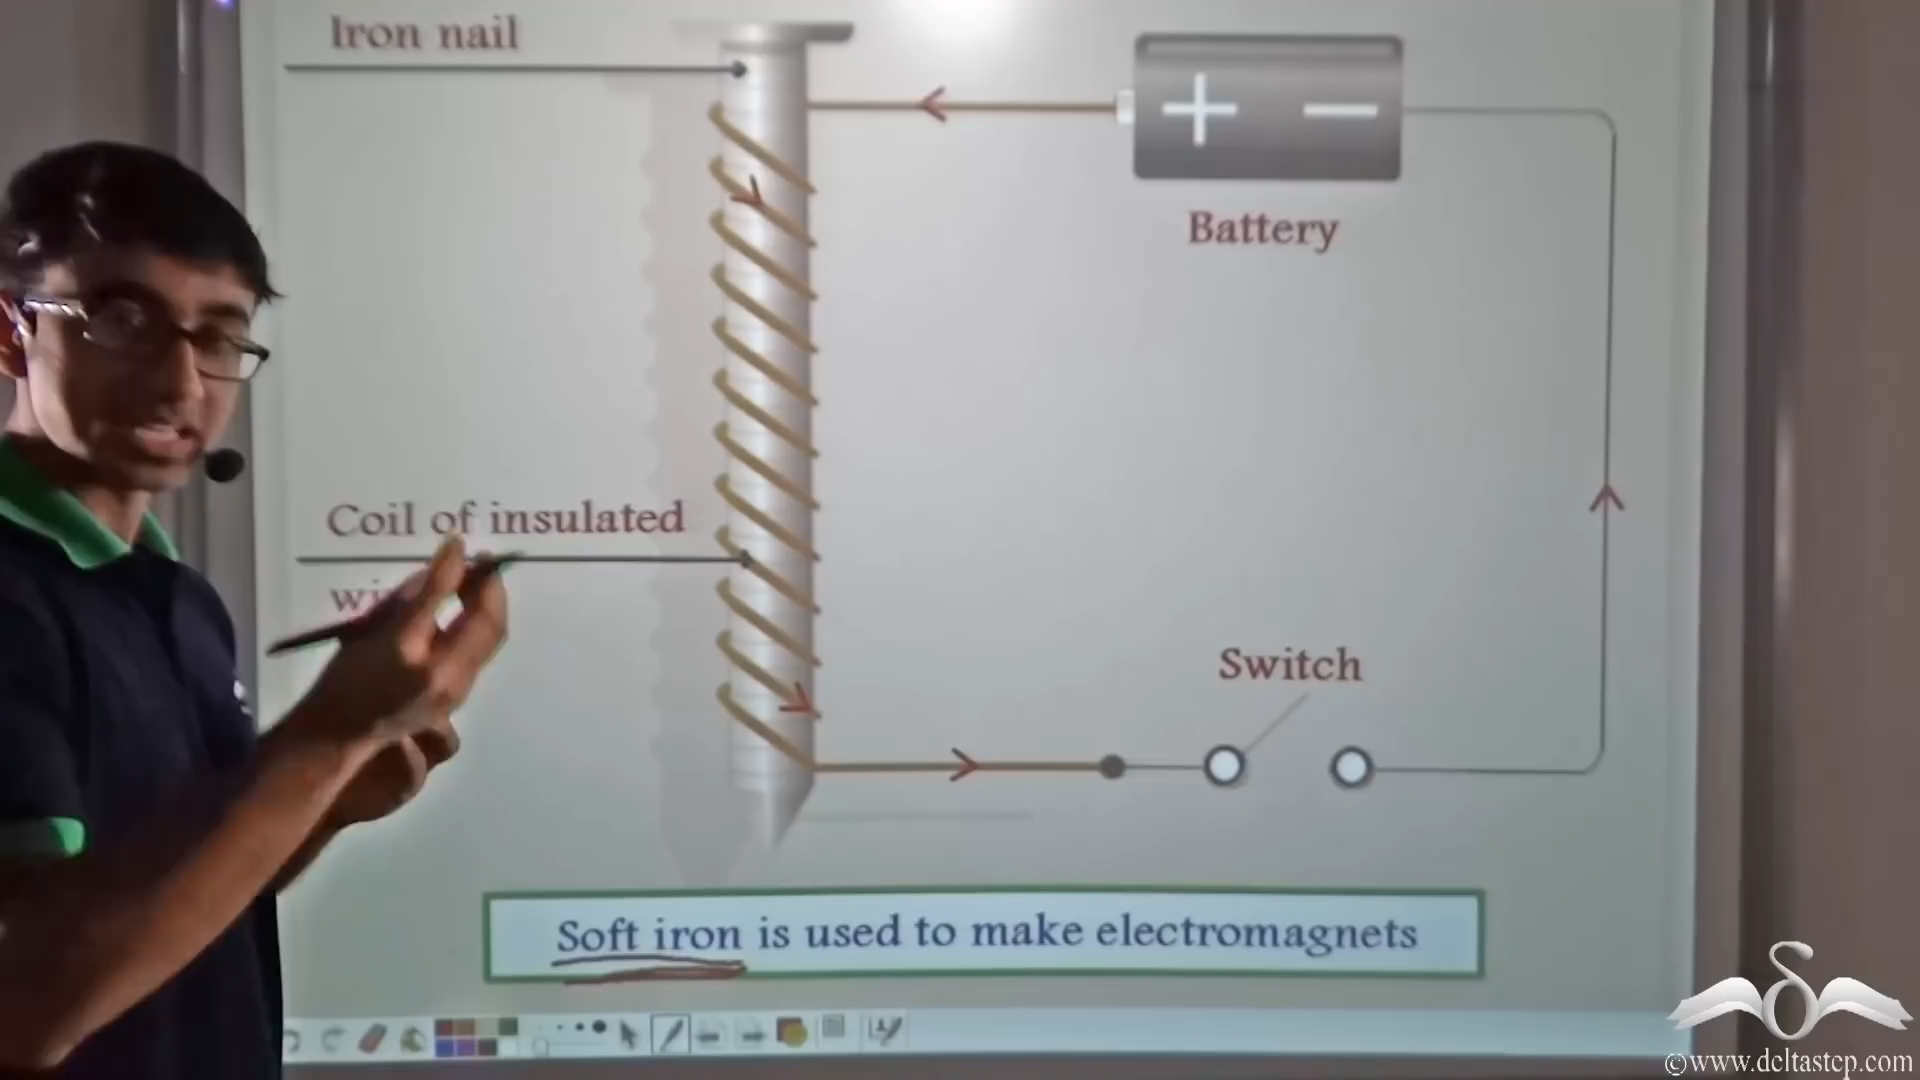 Iron nail
+ −
Battery
Coil of insulated
Switch
Soft iron is used to make electromagnets
©www.deltastep.com